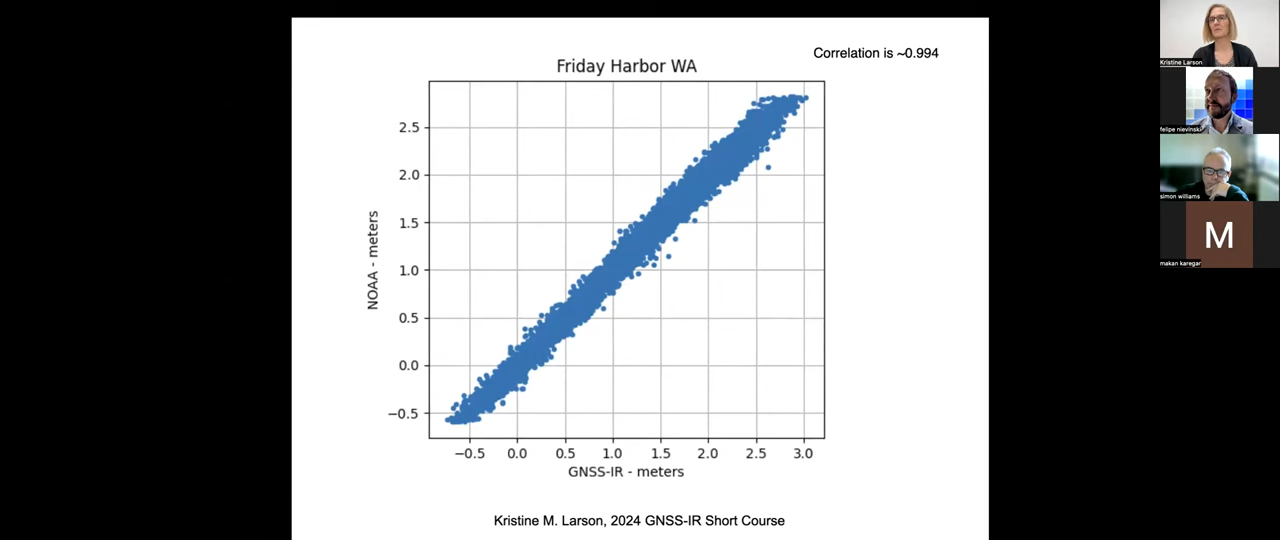 Correlation is ~0.994
Friday Harbor WA
NOAA - meters
2.5
2.0
1.5
1.0
0.5
0.0
−0.5
−0.5 0.0 0.5 1.0 1.5 2.0 2.5 3.0
GNSS-IR - meters
Kristine M. Larson, 2024 GNSS-IR Short Course
Kristine Larson
felipe nievinski
simon williams
M
makan karegar